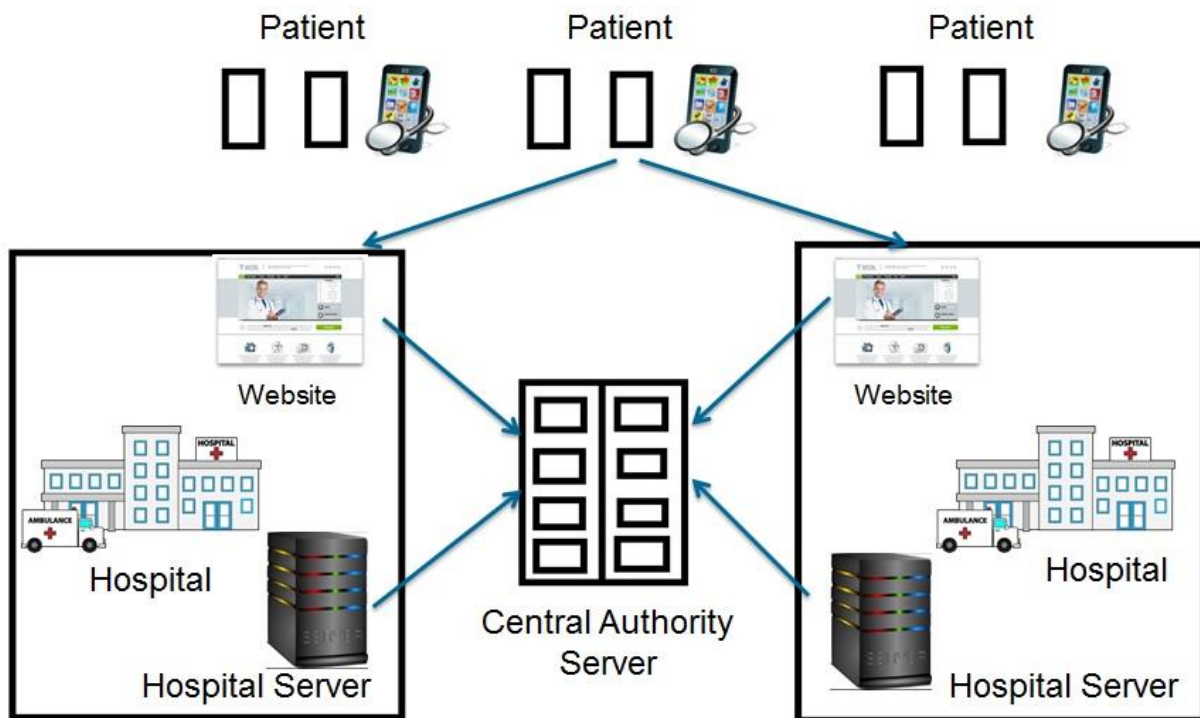 Patient
Patient
Patient
Website
Website
HOSPITAL
HOSPITAL
AMBULANCE
AMBULANCE
Hospital
Hospital
Central Authority
Server
Hospital Server
Hospital Server